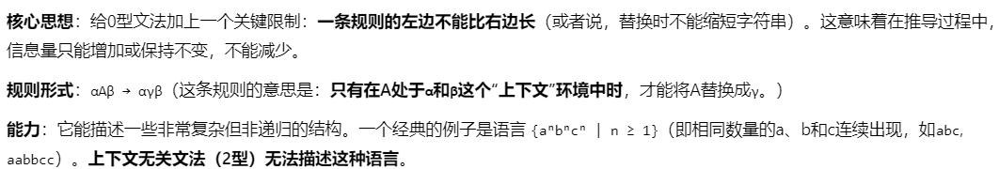 核心思想：给0型文法加上一个关键限制：一条规则的左边不能比右边长（或者说，替换时不能缩短字符串）。这意味着在推导过程中，
信息量只能增加或保持不变，不能减少。
规则形式：αAβ → αγβ（这条规则的意思是：只有在A处于α和β这个“上下文”环境中时，才能将A替换成γ。）
能力：它能描述一些非常复杂但非递归的结构。一个经典的例子是语言 {aⁿbⁿcⁿ | n ≥ 1}（即相同数量的a、b和c连续出现，如abc,
aabbcc）。上下文无关文法（2型）无法描述这种语言。